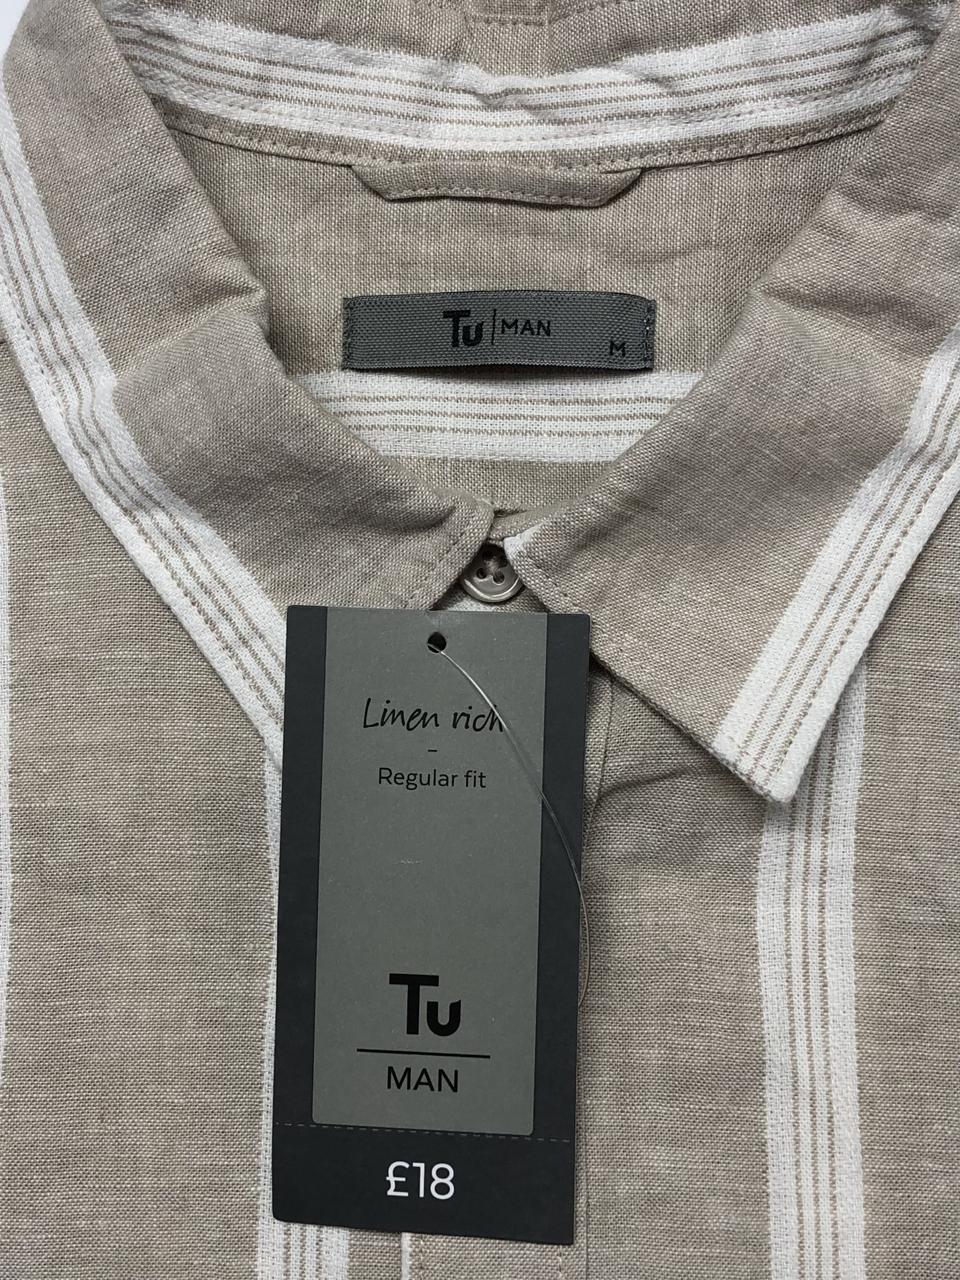 Tu|MAN
M
Linen rich
-
Regular fit
Tu
MAN
£18